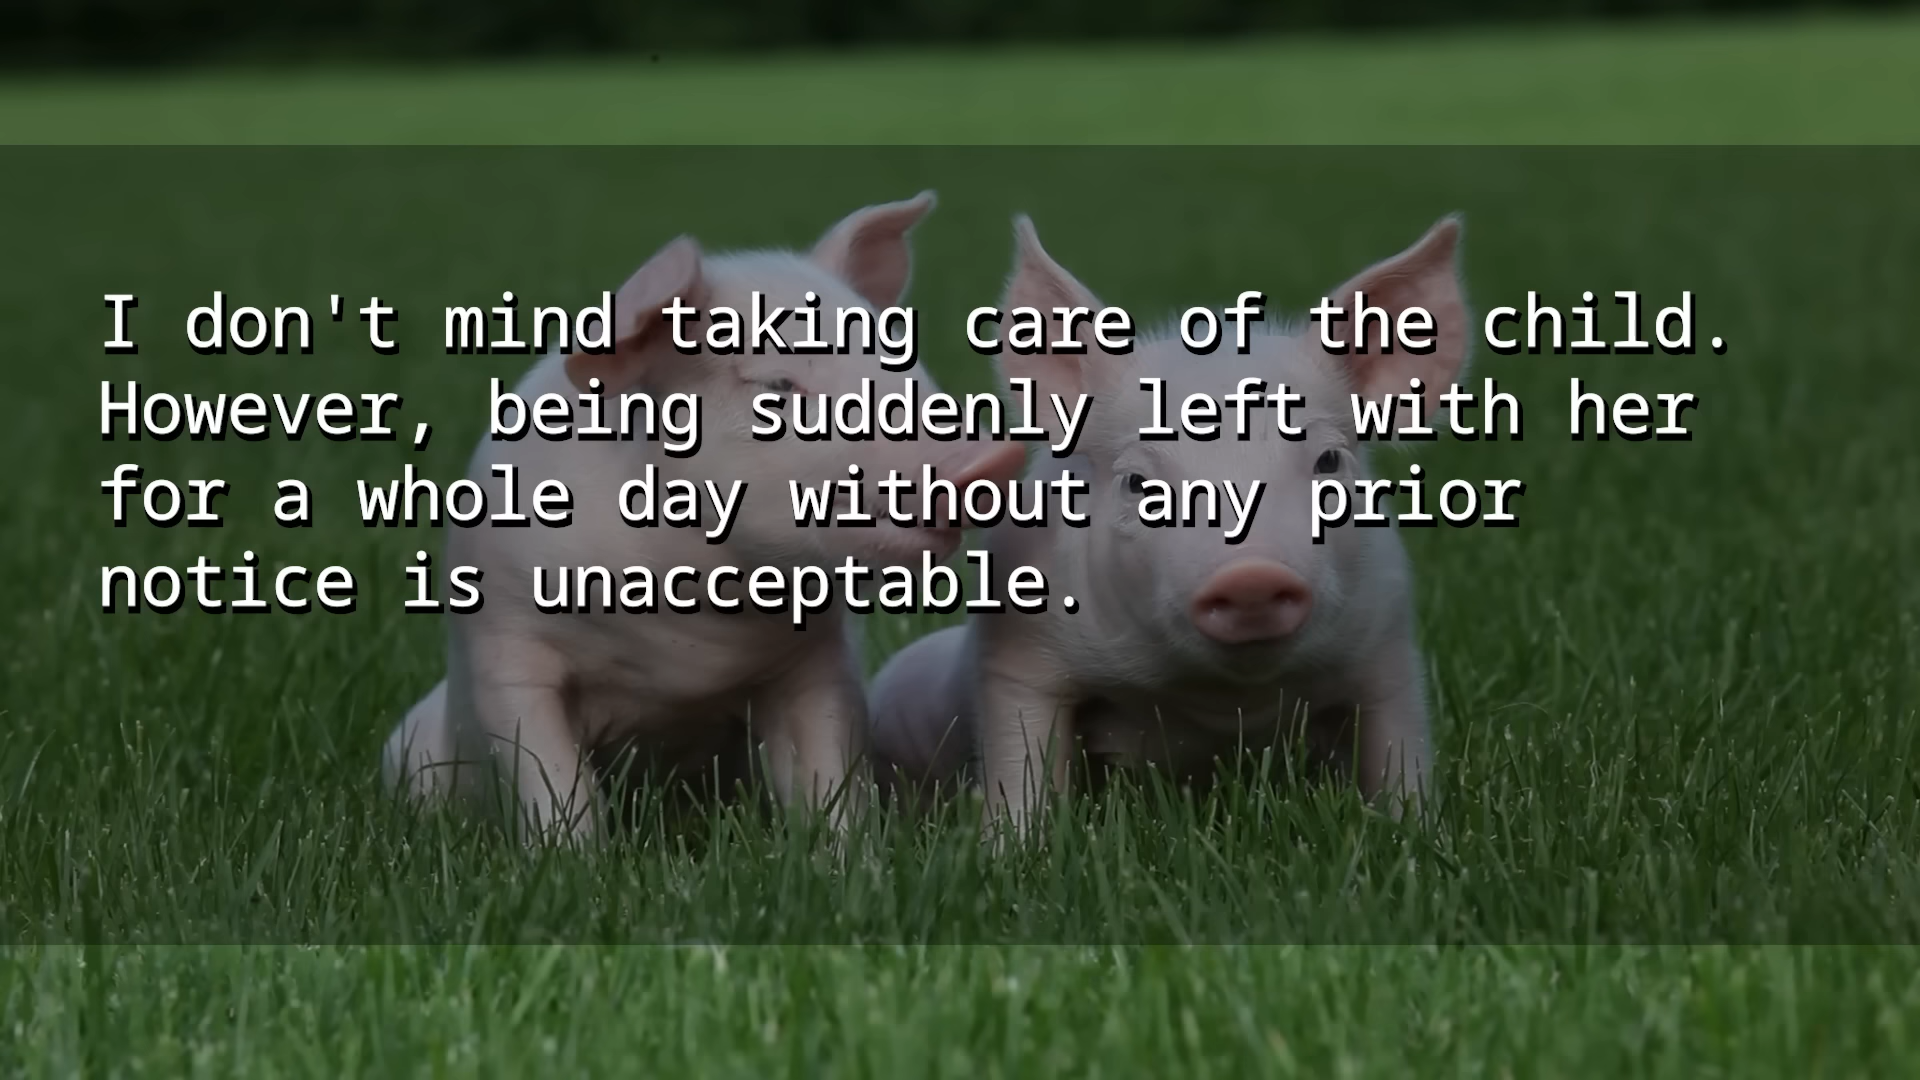 I don't mind taking care of the child.
However, being suddenly left with her
for a whole day without any prior
notice is unacceptable.